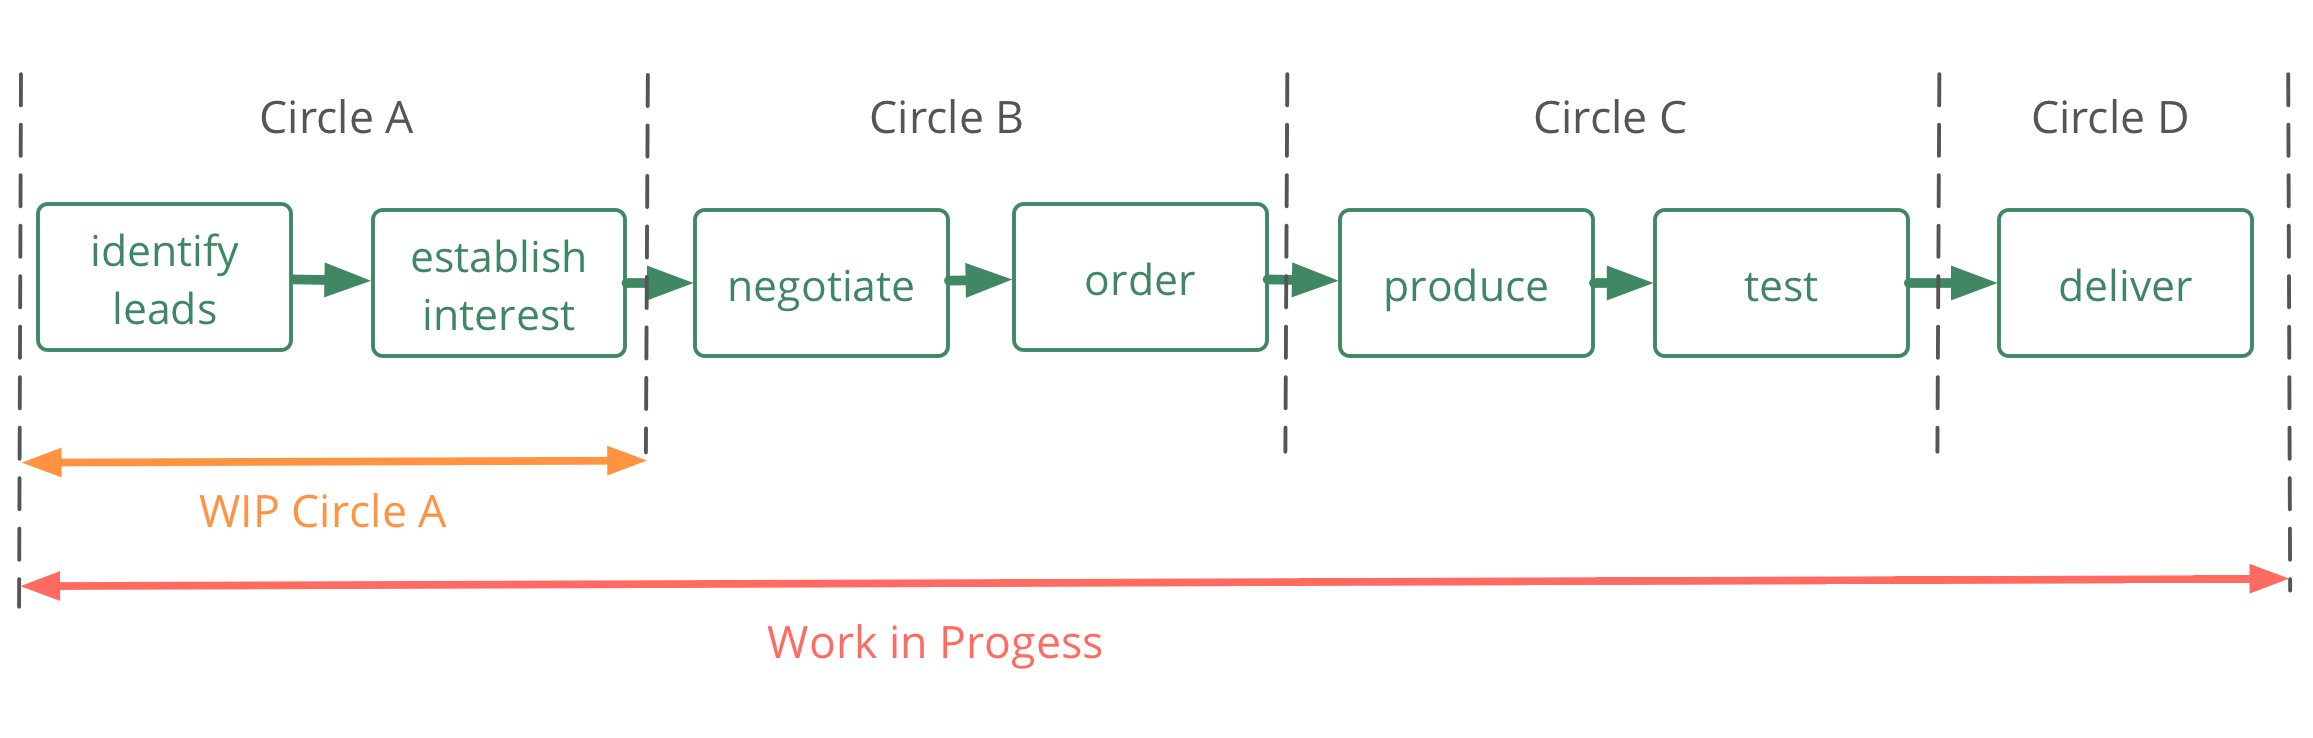 Circle A
Circle B
Circle C
Circle D
identify
leads
establish
interest
negotiate
order
produce
test
deliver
WIP Circle A
Work in Progess